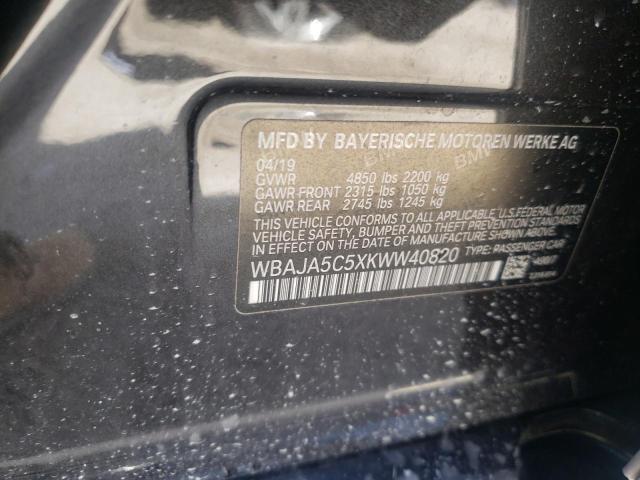 MFD BY BAYERISCHE MOTOREN WERKE AG
04/19
GVWR 4850 lbs 2200 kg
GAWR FRONT 2315 lbs 1050 kg
GAWR REAR 2745 lbs 1245 kg
THIS VEHICLE CONFORMS TO ALL APPLICABLE U.S. FEDERAL MOTOR
VEHICLE SAFETY, BUMPER AND THEFT PREVENTION STANDARDS
IN EFFECT ON THE DATE OF MANUFACTURE SHOWN ABOVE.
WBAJA5C5XKWW40820 TYPE: PASSENGER CAR